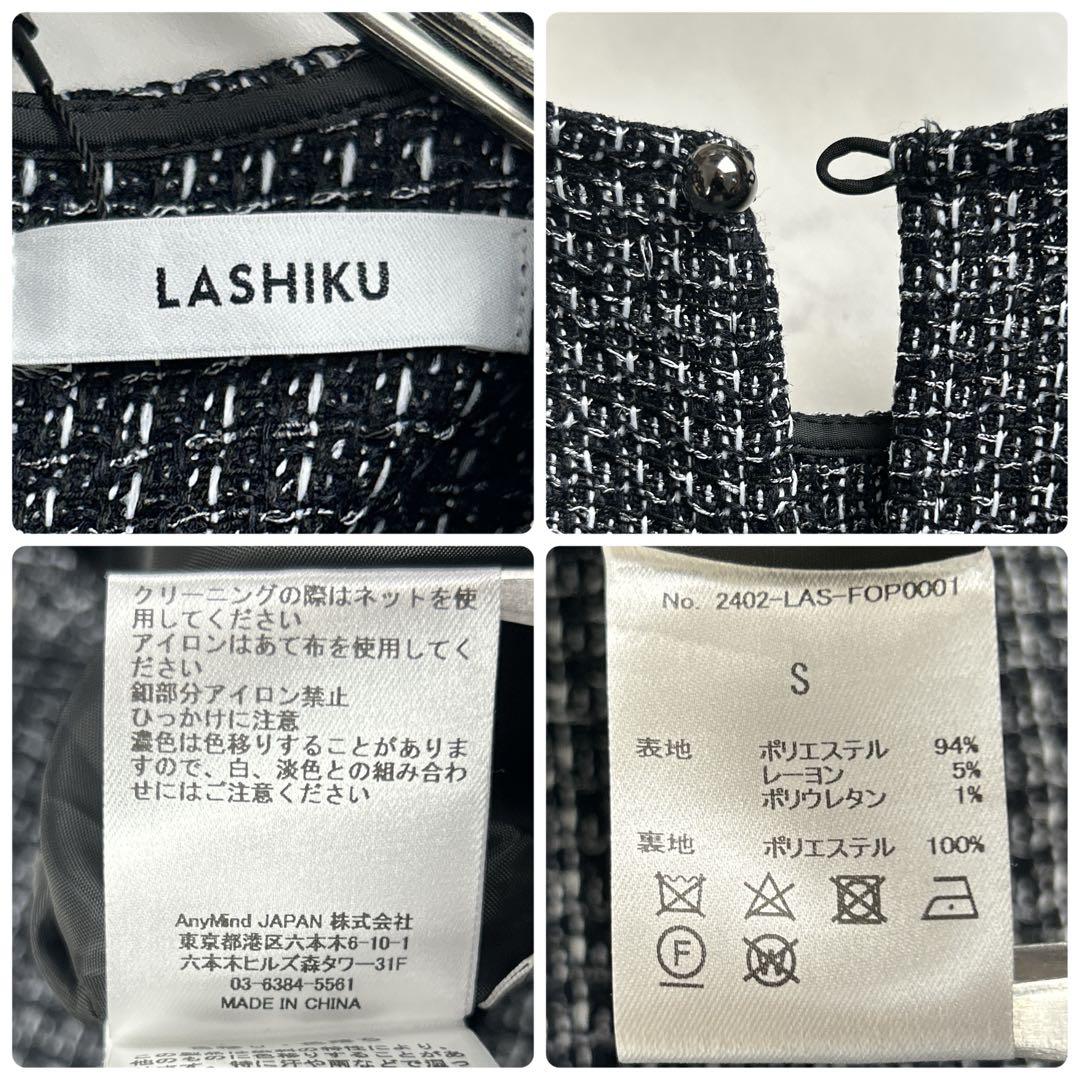 LASHIKU
クリーニングの際はネットを使
用してください
アイロンはあて布を使用してく
ださい
釦部分アイロン禁止
ひっかけに注意
濃色は色移りすることがありま
すので、白、淡色との組み合わ
せにはご注意ください
AnyMind JAPAN 株式会社
東京都港区六本木6-10-1
六本木ヒルズ森タワー31F
03-6384-5561
MADE IN CHINA
No. 2402-LAS-FOP0001
S
表地 ポリエステル 94%
レーヨン 5%
ポリウレタン 1%
裏地 ポリエステル 100%
F
W